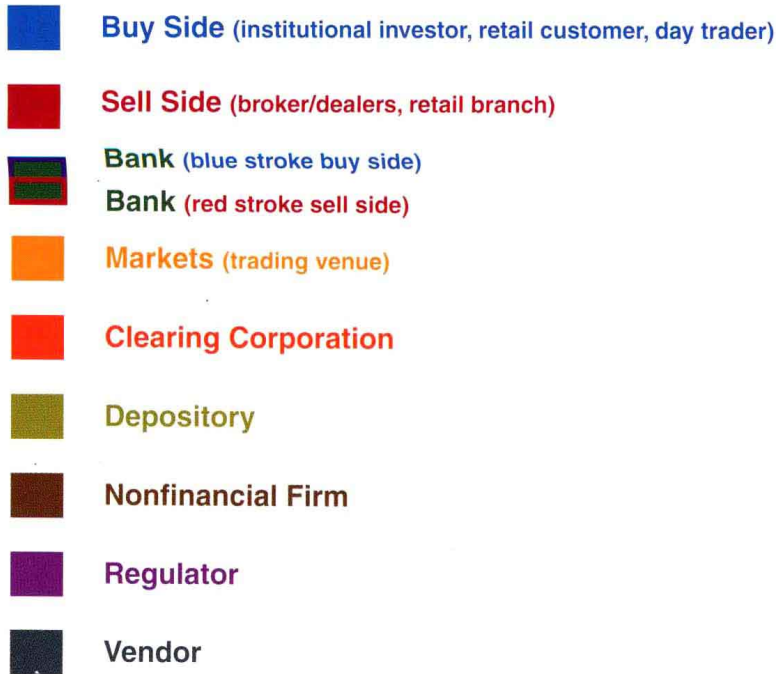 Buy Side (institutional investor, retail customer, day trader)
Sell Side (broker/dealers, retail branch)
Bank (blue stroke buy side)
Bank (red stroke sell side)
Markets (trading venue)
Clearing Corporation
Depository
Nonfinancial Firm
Regulator
Vendor